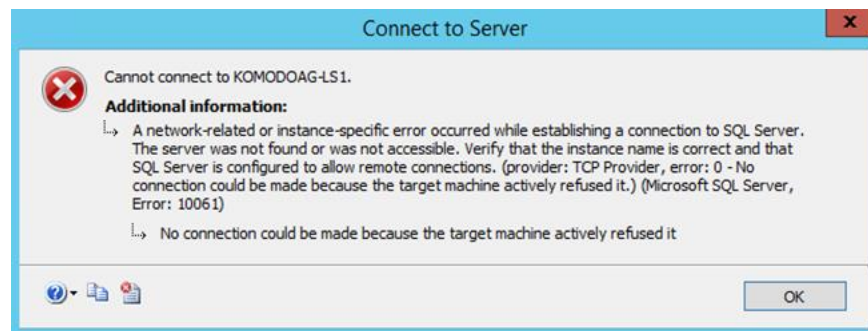 Connect to Server
x
Cannot connect to KOMODOAG-LS1.
Additional information:
A network-related or instance-specific error occurred while establishing a connection to SQL Server.
The server was not found or was not accessible. Verify that the instance name is correct and that
SQL Server is configured to allow remote connections. (provider: TCP Provider, error: 0 - No
connection could be made because the target machine actively refused it.) (Microsoft SQL Server,
Error: 10061)
No connection could be made because the target machine actively refused it
OK